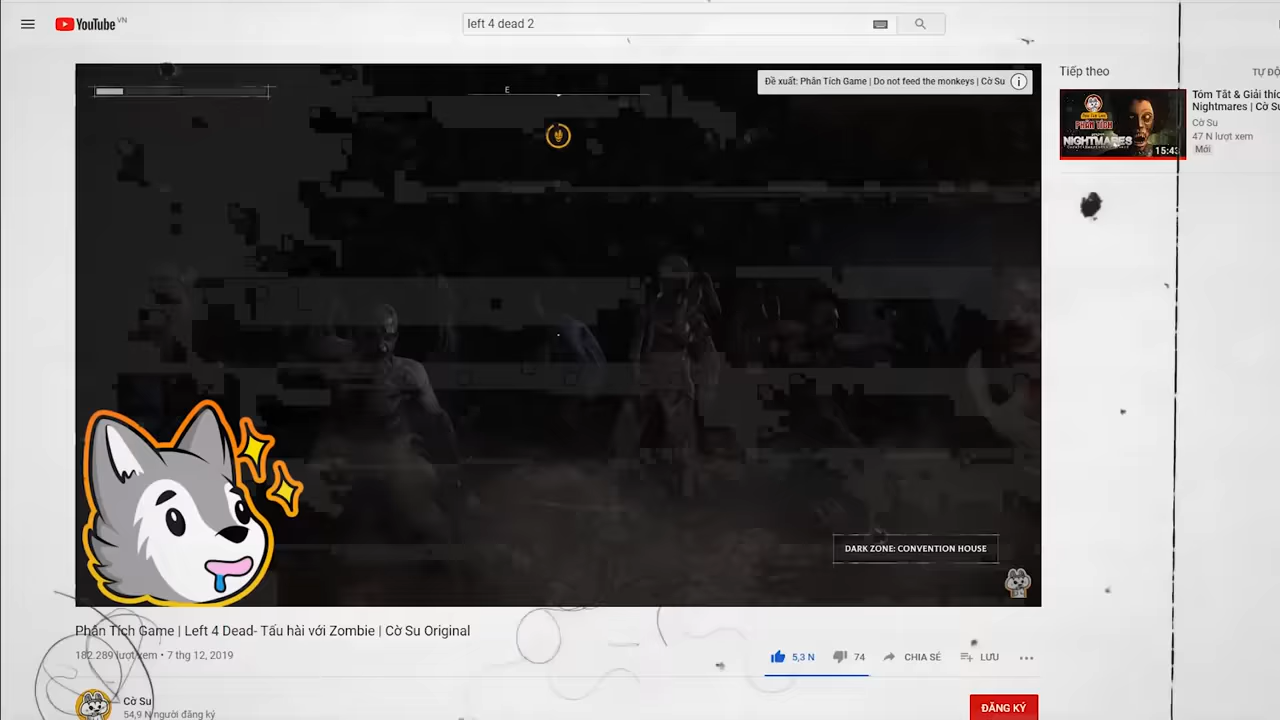 YouTube VN
left 4 dead 2
E
Đề xuất: Phân Tích Game | Do not feed the monkeys | Cờ Su
DARK ZONE: CONVENTION HOUSE
Phân Tích Game | Left 4 Dead- Tấu hài với Zombie | Cờ Su Original
182.289 lượt xem • 7 thg 12, 2019
5,3 N
74
CHIA SẺ
LƯU
Cờ Su
54,9 N người đăng ký
ĐĂNG KÝ
Tiếp theo
TỰ ĐỘ
PHÂN TÍCH
NIGHTMARES
15:43
Tóm Tắt & Giải thíc
Nightmares | Cờ Su
Cờ Su
47 N lượt xem
Mới